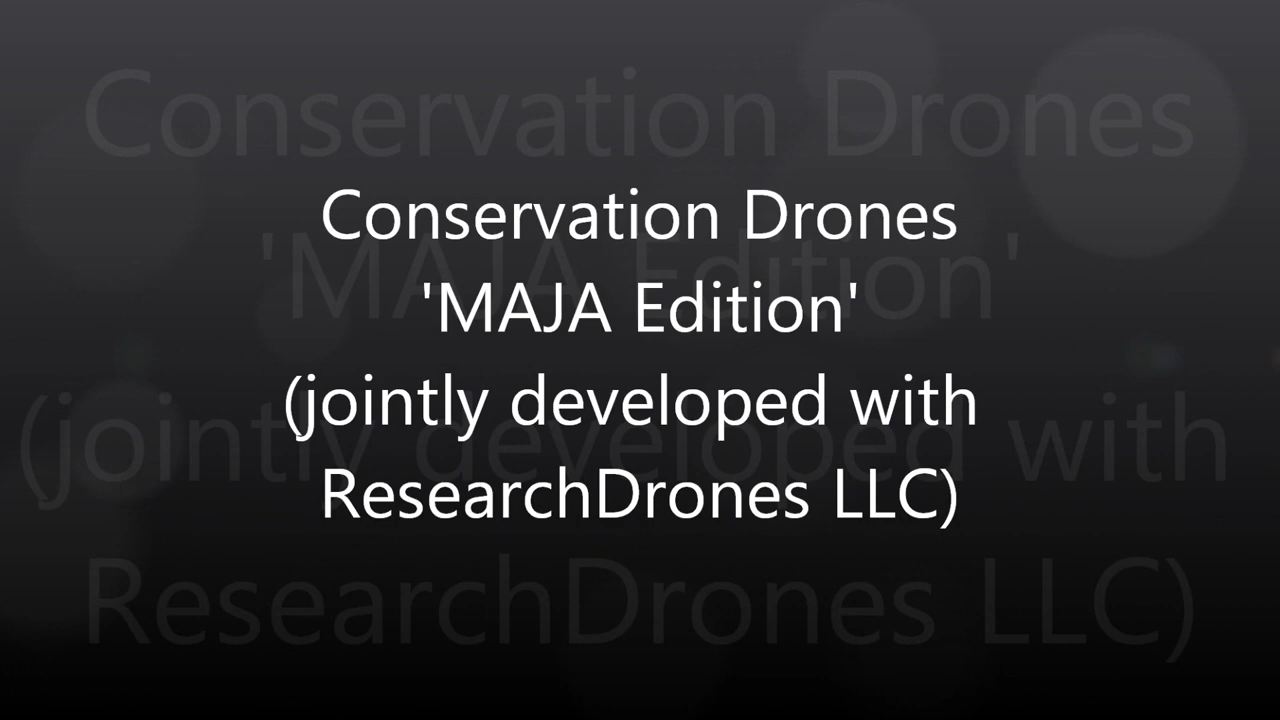 Conservation Drones
'MAJA Edition'
(jointly developed with
ResearchDrones LLC)